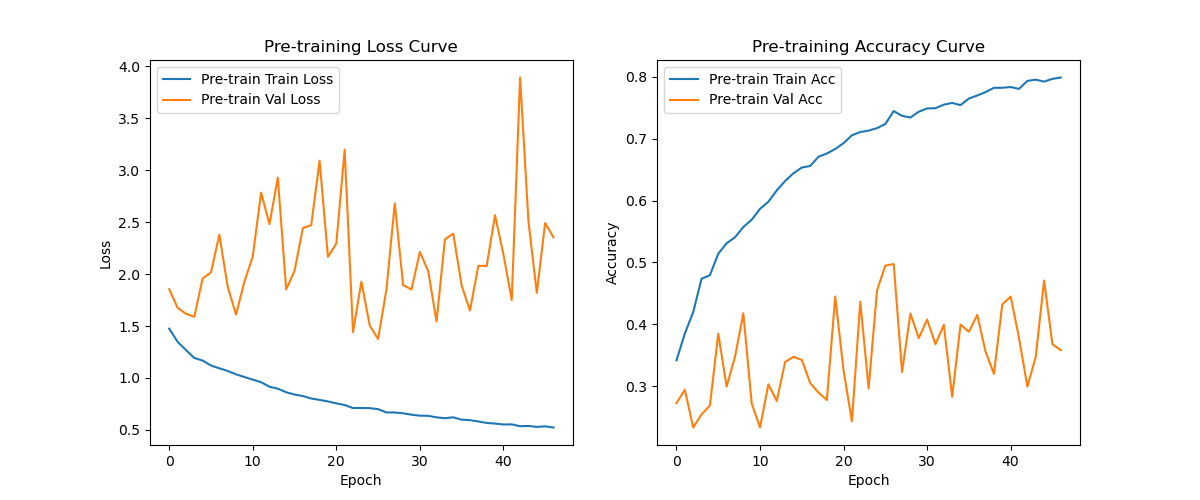 Pre-training Loss Curve
Pre-train Train Loss
Pre-train Val Loss
Loss
4.0
3.5
3.0
2.5
2.0
1.5
1.0
0.5
0 10 20 30 40
Epoch
Pre-training Accuracy Curve
Pre-train Train Acc
Pre-train Val Acc
Accuracy
0.8
0.7
0.6
0.5
0.4
0.3
0 10 20 30 40
Epoch